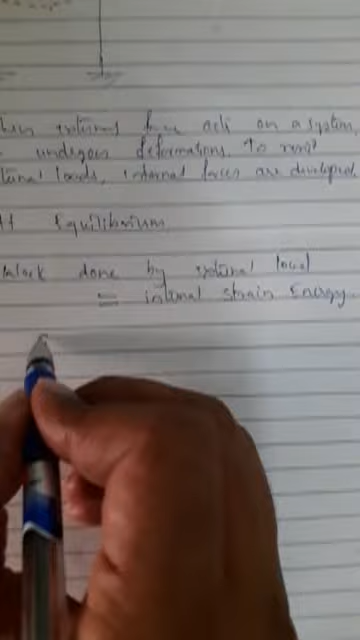 external force acts on a system,
undergoes deformations, to resist
loads, internal forces are developed.
At Equilibrium
Work done by external load
= internal strain Energy